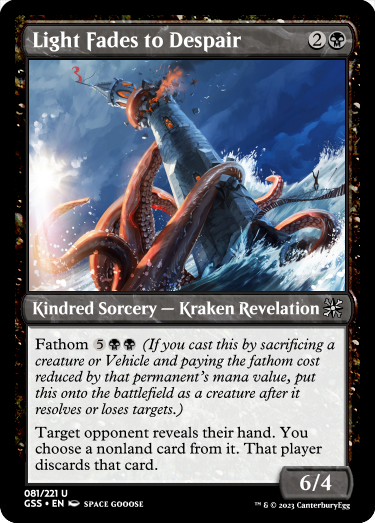 Light Fades to Despair 2
Kindred Sorcery — Kraken Revelation
Fathom 5 (If you cast this by sacrificing a
creature or Vehicle and paying the fathom cost
reduced by that permanent's mana value, put
this onto the battlefield as a creature after it
resolves or loses targets.)
Target opponent reveals their hand. You
choose a nonland card from it. That player
discards that card.
6/4
081/221 U
GSS • EN SPACE GOOOSE
™ & © 2023 CanterburyEgg